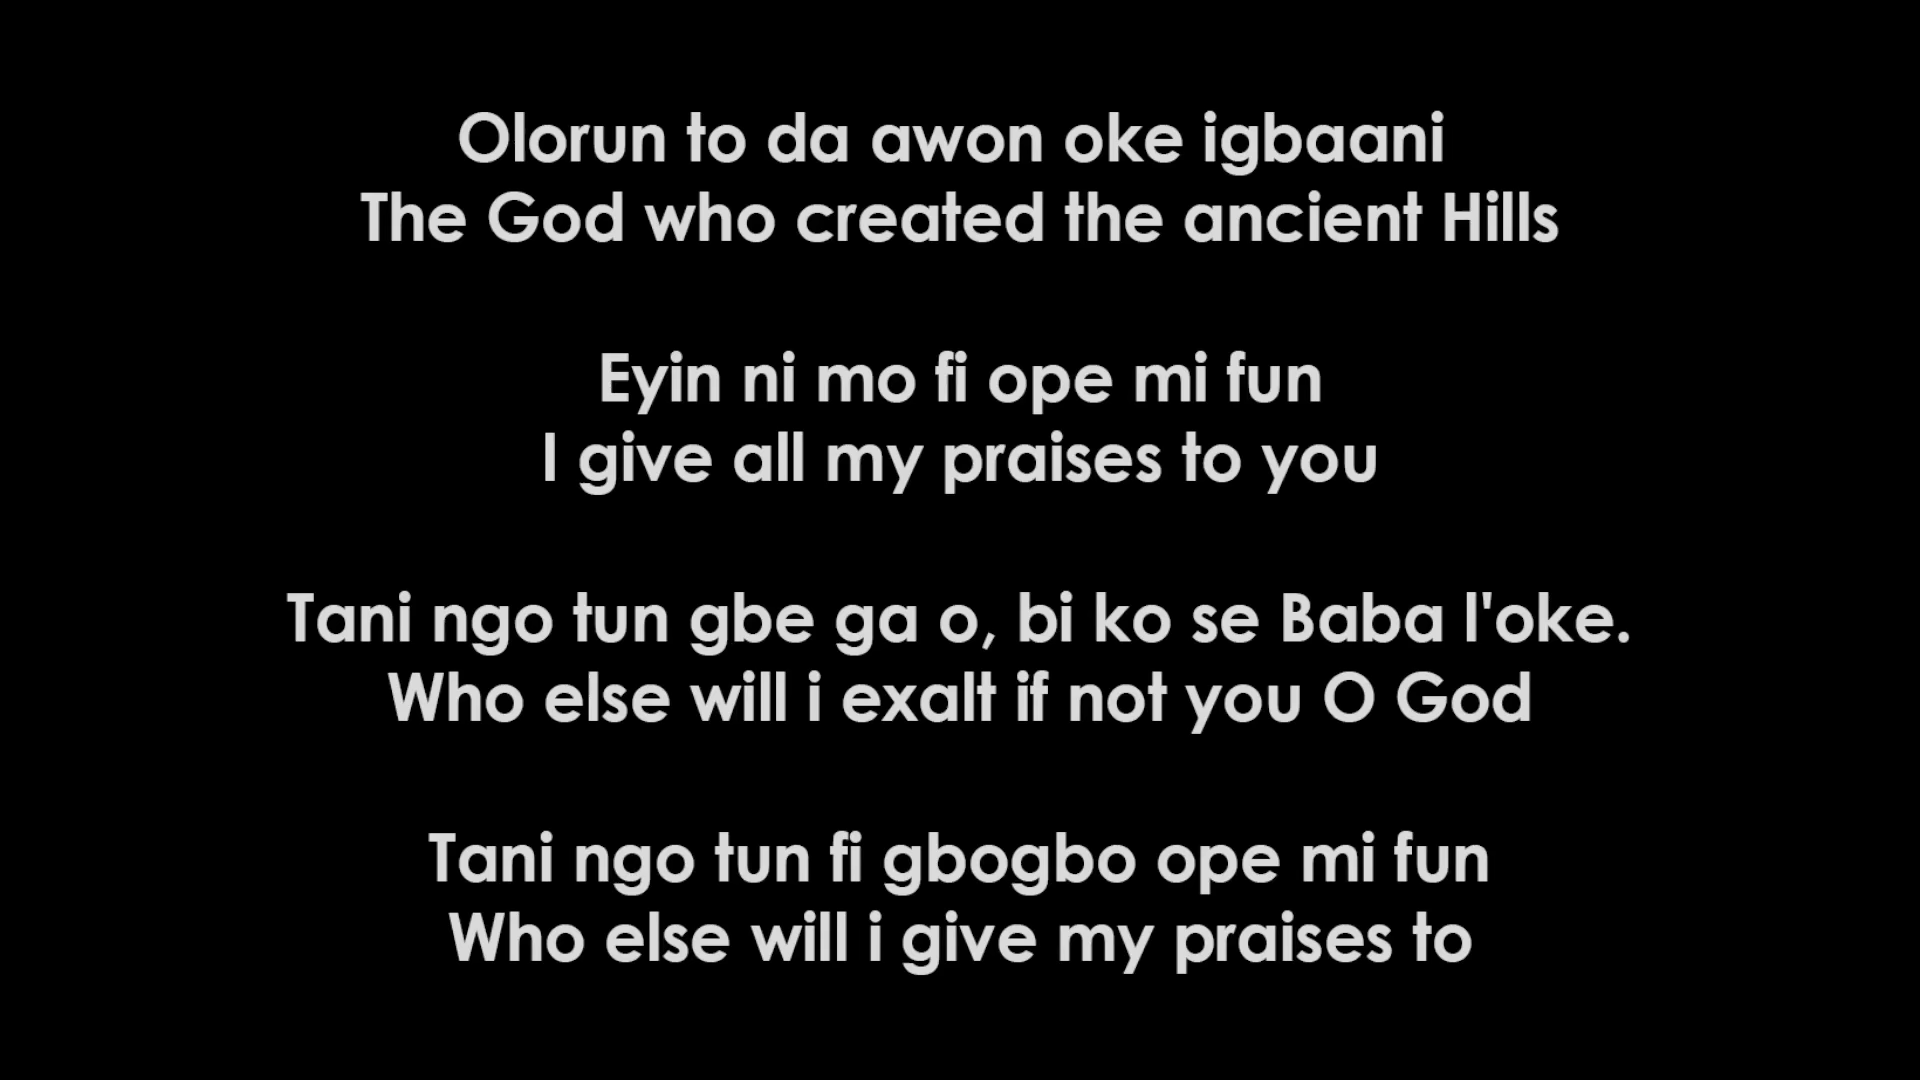 Olorun to da awon oke igbaani
The God who created the ancient Hills
Eyin ni mo fi ope mi fun
I give all my praises to you
Tani ngo tun gbe ga o, bi ko se Baba l'oke.
Who else will i exalt if not you O God
Tani ngo tun fi gbogbo ope mi fun
Who else will i give my praises to